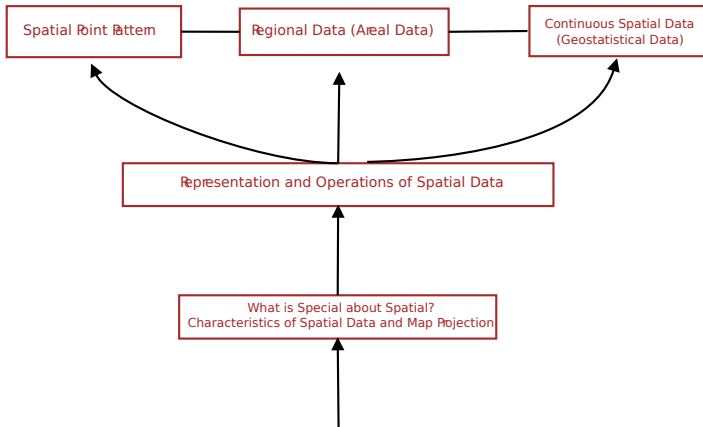 Spatial Point Pattern
Regional Data (Areal Data)
Continuous Spatial Data
(Geostatistical Data)
Representation and Operations of Spatial Data
What is Special about Spatial?
Characteristics of Spatial Data and Map Projection